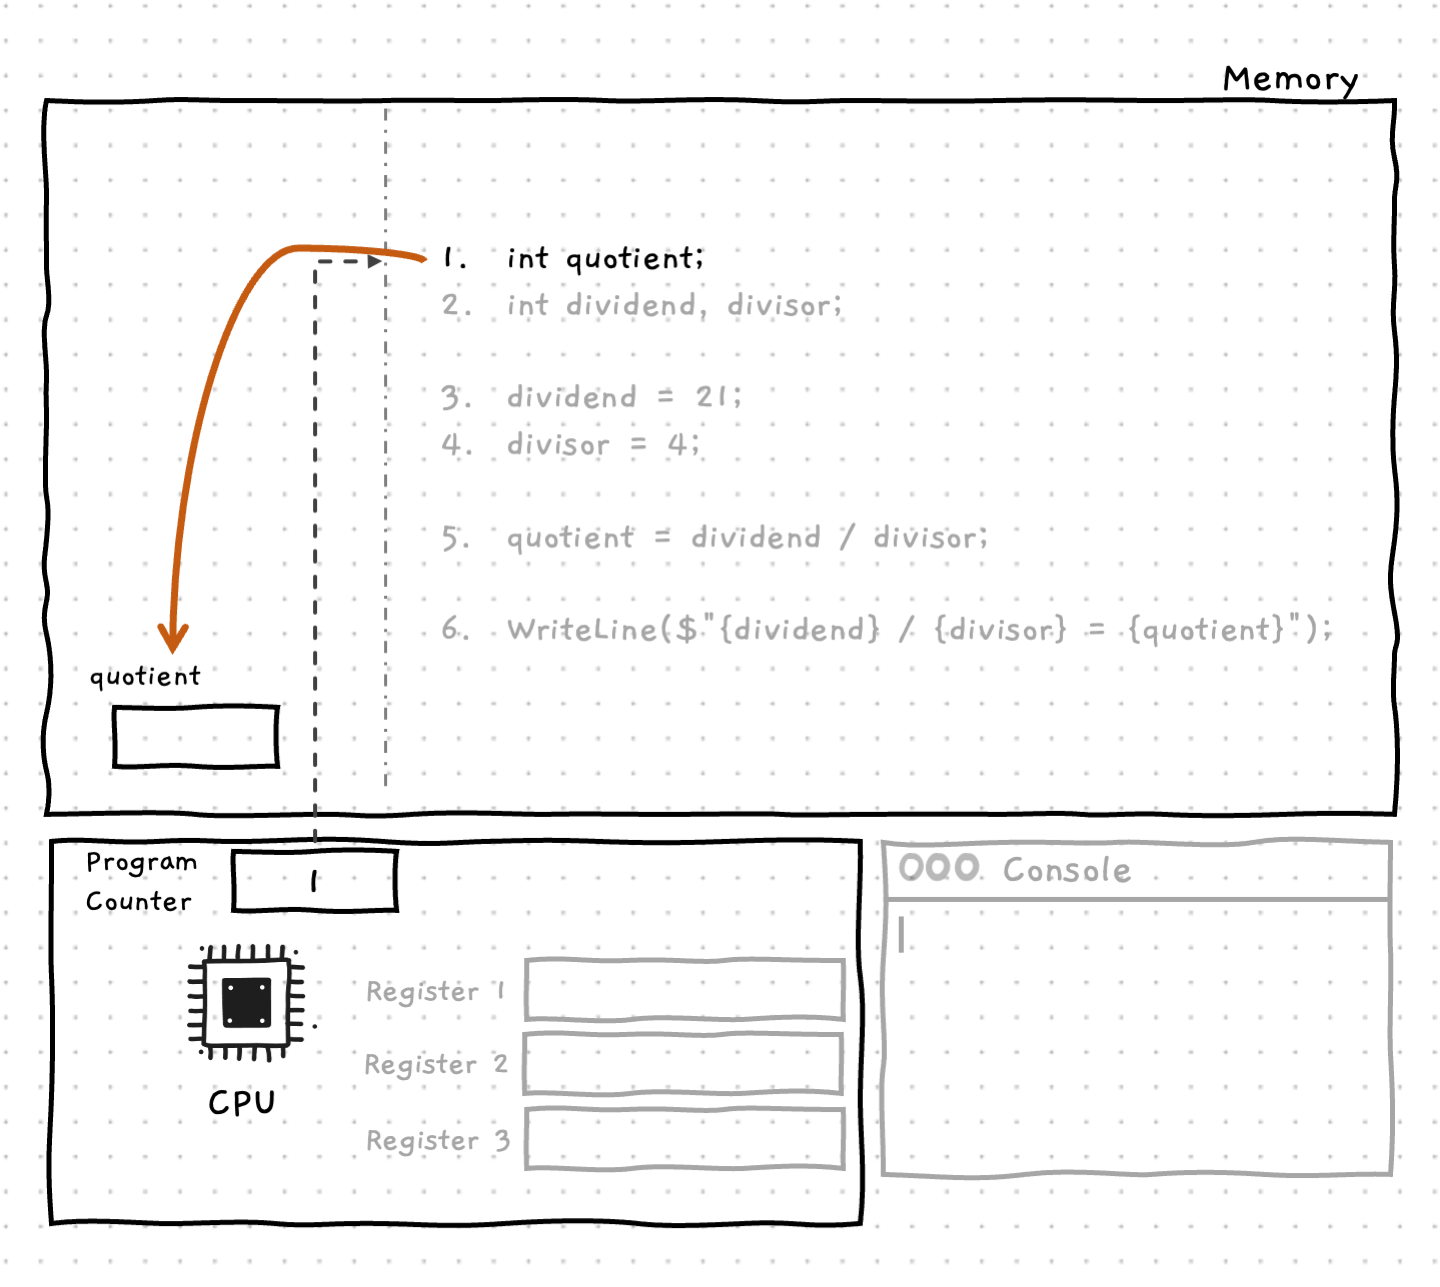 Memory
1. int quotient;
2. int dividend, divisor;
3. dividend = 21;
4. divisor = 4;
5. quotient = dividend / divisor;
6. WriteLine($"{dividend} / {divisor} = {quotient}");
quotient
Program
Counter
1
CPU
Register 1
Register 2
Register 3
Console